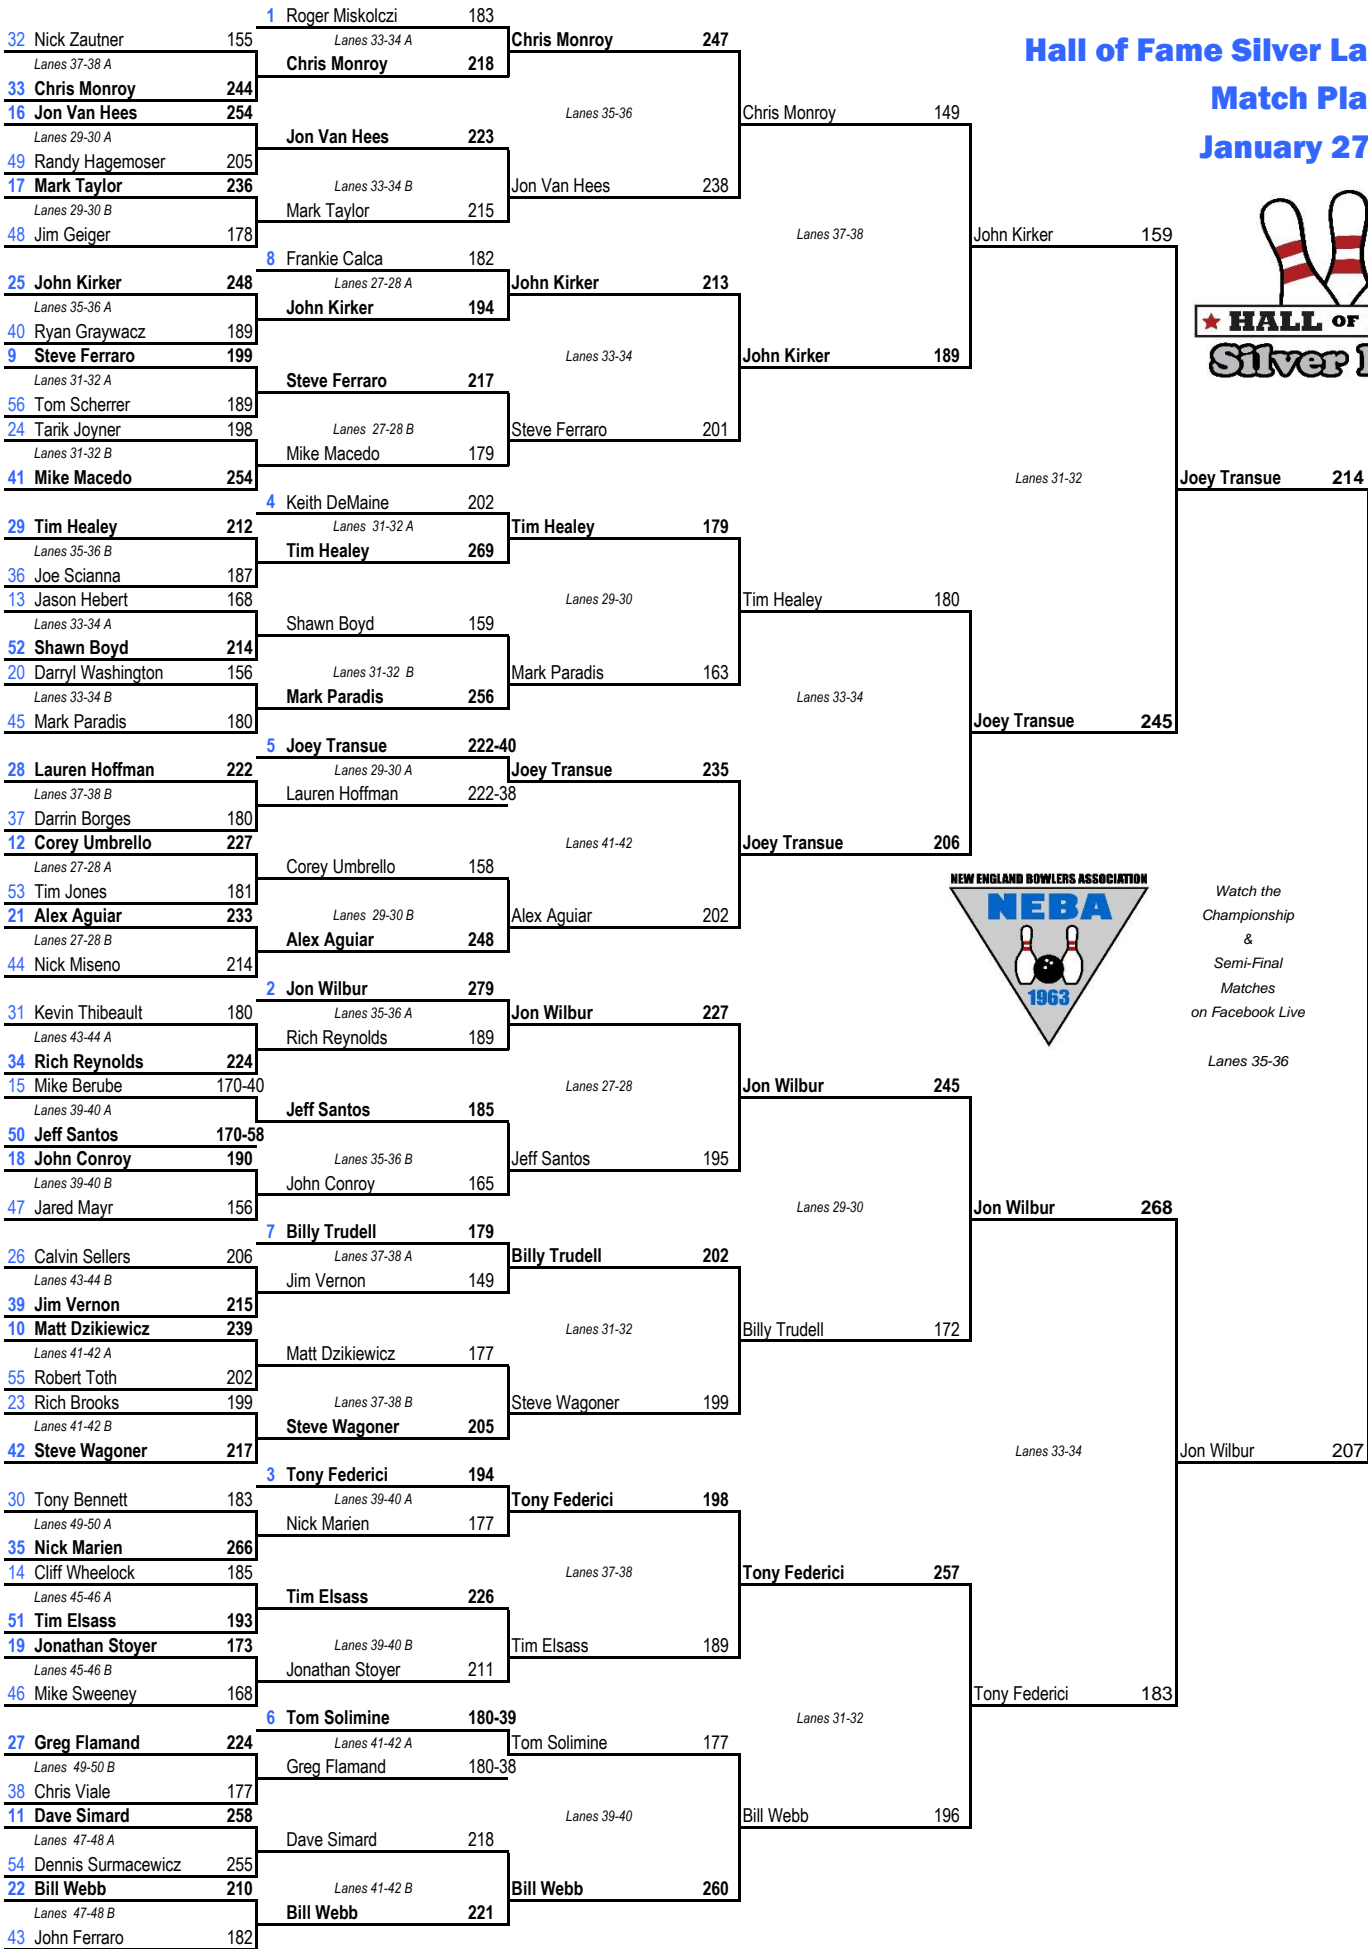 1 Roger Miskolczi 183
32 Nick Zautner 155
Lanes 33-34 A
Chris Monroy 247
Lanes 37-38 A
Chris Monroy 218
33 Chris Monroy 244
16 Jon Van Hees 254
Lanes 35-36
Chris Monroy 149
Lanes 29-30 A
Jon Van Hees 223
49 Randy Hagemoser 205
17 Mark Taylor 236
Lanes 33-34 B
Jon Van Hees 238
Lanes 29-30 B
Mark Taylor 215
48 Jim Geiger 178
Lanes 37-38
John Kirker 159
8 Frankie Calca 182
25 John Kirker 248
Lanes 27-28 A
John Kirker 213
Lanes 35-36 A
John Kirker 194
40 Ryan Graywacz 189
9 Steve Ferraro 199
Lanes 33-34
John Kirker 189
Lanes 31-32 A
Steve Ferraro 217
56 Tom Scherrer 189
24 Tarik Joyner 198
Lanes 27-28 B
Steve Ferraro 201
Lanes 31-32 B
Mike Macedo 179
41 Mike Macedo 254
Lanes 31-32
Joey Transue 214
4 Keith DeMaine 202
29 Tim Healey 212
Lanes 31-32 A
Tim Healey 179
Lanes 35-36 B
Tim Healey 269
36 Joe Scianna 187
13 Jason Hebert 168
Lanes 29-30
Tim Healey 180
Lanes 33-34 A
Shawn Boyd 159
52 Shawn Boyd 214
20 Darryl Washington 156
Lanes 31-32 B
Mark Paradis 163
Lanes 33-34 B
Mark Paradis 256
Lanes 33-34
45 Mark Paradis 180
Joey Transue 245
5 Joey Transue 222-40
28 Lauren Hoffman 222
Lanes 29-30 A
Joey Transue 235
Lanes 37-38 B
Lauren Hoffman 222-38
37 Darrin Borges 180
12 Corey Umbrello 227
Lanes 41-42
Joey Transue 206
Lanes 27-28 A
Corey Umbrello 158
53 Tim Jones 181
21 Alex Aguiar 233
Lanes 29-30 B
Alex Aguiar 202
Lanes 27-28 B
Alex Aguiar 248
44 Nick Miseno 214
2 Jon Wilbur 279
31 Kevin Thibeault 180
Lanes 35-36 A
Jon Wilbur 227
Lanes 43-44 A
Rich Reynolds 189
34 Rich Reynolds 224
15 Mike Berube 170-40
Lanes 27-28
Jon Wilbur 245
Lanes 39-40 A
Jeff Santos 185
50 Jeff Santos 170-58
18 John Conroy 190
Lanes 35-36 B
Jeff Santos 195
Lanes 39-40 B
John Conroy 165
47 Jared Mayr 156
Lanes 29-30
Jon Wilbur 268
7 Billy Trudell 179
26 Calvin Sellers 206
Lanes 37-38 A
Billy Trudell 202
Lanes 43-44 B
Jim Vernon 149
39 Jim Vernon 215
10 Matt Dzikiewicz 239
Lanes 31-32
Billy Trudell 172
Lanes 41-42 A
Matt Dzikiewicz 177
55 Robert Toth 202
23 Rich Brooks 199
Lanes 37-38 B
Steve Wagoner 199
Lanes 41-42 B
Steve Wagoner 205
42 Steve Wagoner 217
Lanes 33-34
Jon Wilbur 207
3 Tony Federici 194
30 Tony Bennett 183
Lanes 39-40 A
Tony Federici 198
Lanes 49-50 A
Nick Marien 177
35 Nick Marien 266
14 Cliff Wheelock 185
Lanes 37-38
Tony Federici 257
Lanes 45-46 A
Tim Elsass 226
51 Tim Elsass 193
19 Jonathan Stoyer 173
Lanes 39-40 B
Tim Elsass 189
Lanes 45-46 B
Jonathan Stoyer 211
46 Mike Sweeney 168
Tony Federici 183
6 Tom Solimine 180-39
Lanes 31-32
27 Greg Flamand 224
Lanes 41-42 A
Tom Solimine 177
Lanes 49-50 B
Greg Flamand 180-38
38 Chris Viale 177
11 Dave Simard 258
Lanes 39-40
Bill Webb 196
Lanes 47-48 A
Dave Simard 218
54 Dennis Surmacewicz 255
22 Bill Webb 210
Lanes 41-42 B
Bill Webb 260
Lanes 47-48 B
Bill Webb 221
43 John Ferraro 182
Hall of Fame Silver La
Match Pla
January 27
HALL OF
Silver
NEW ENGLAND BOWLERS ASSOCIATION
NEBA
1963
Watch the
Championship
&
Semi-Final
Matches
on Facebook Live
Lanes 35-36